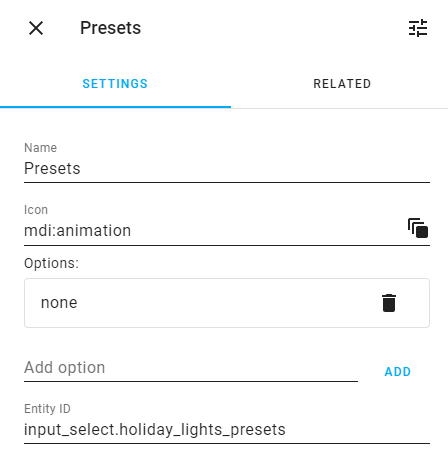 Presets
SETTINGS
RELATED
Name
Presets
Icon
mdi:animation
Options:
none
Add option
ADD
Entity ID
input_select.holiday_lights_presets